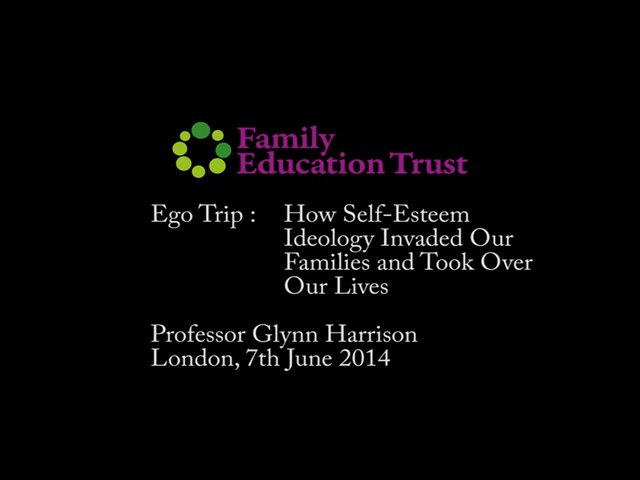 Family
Education Trust
Ego Trip : How Self-Esteem
Ideology Invaded Our
Families and Took Over
Our Lives
Professor Glynn Harrison
London, 7th June 2014